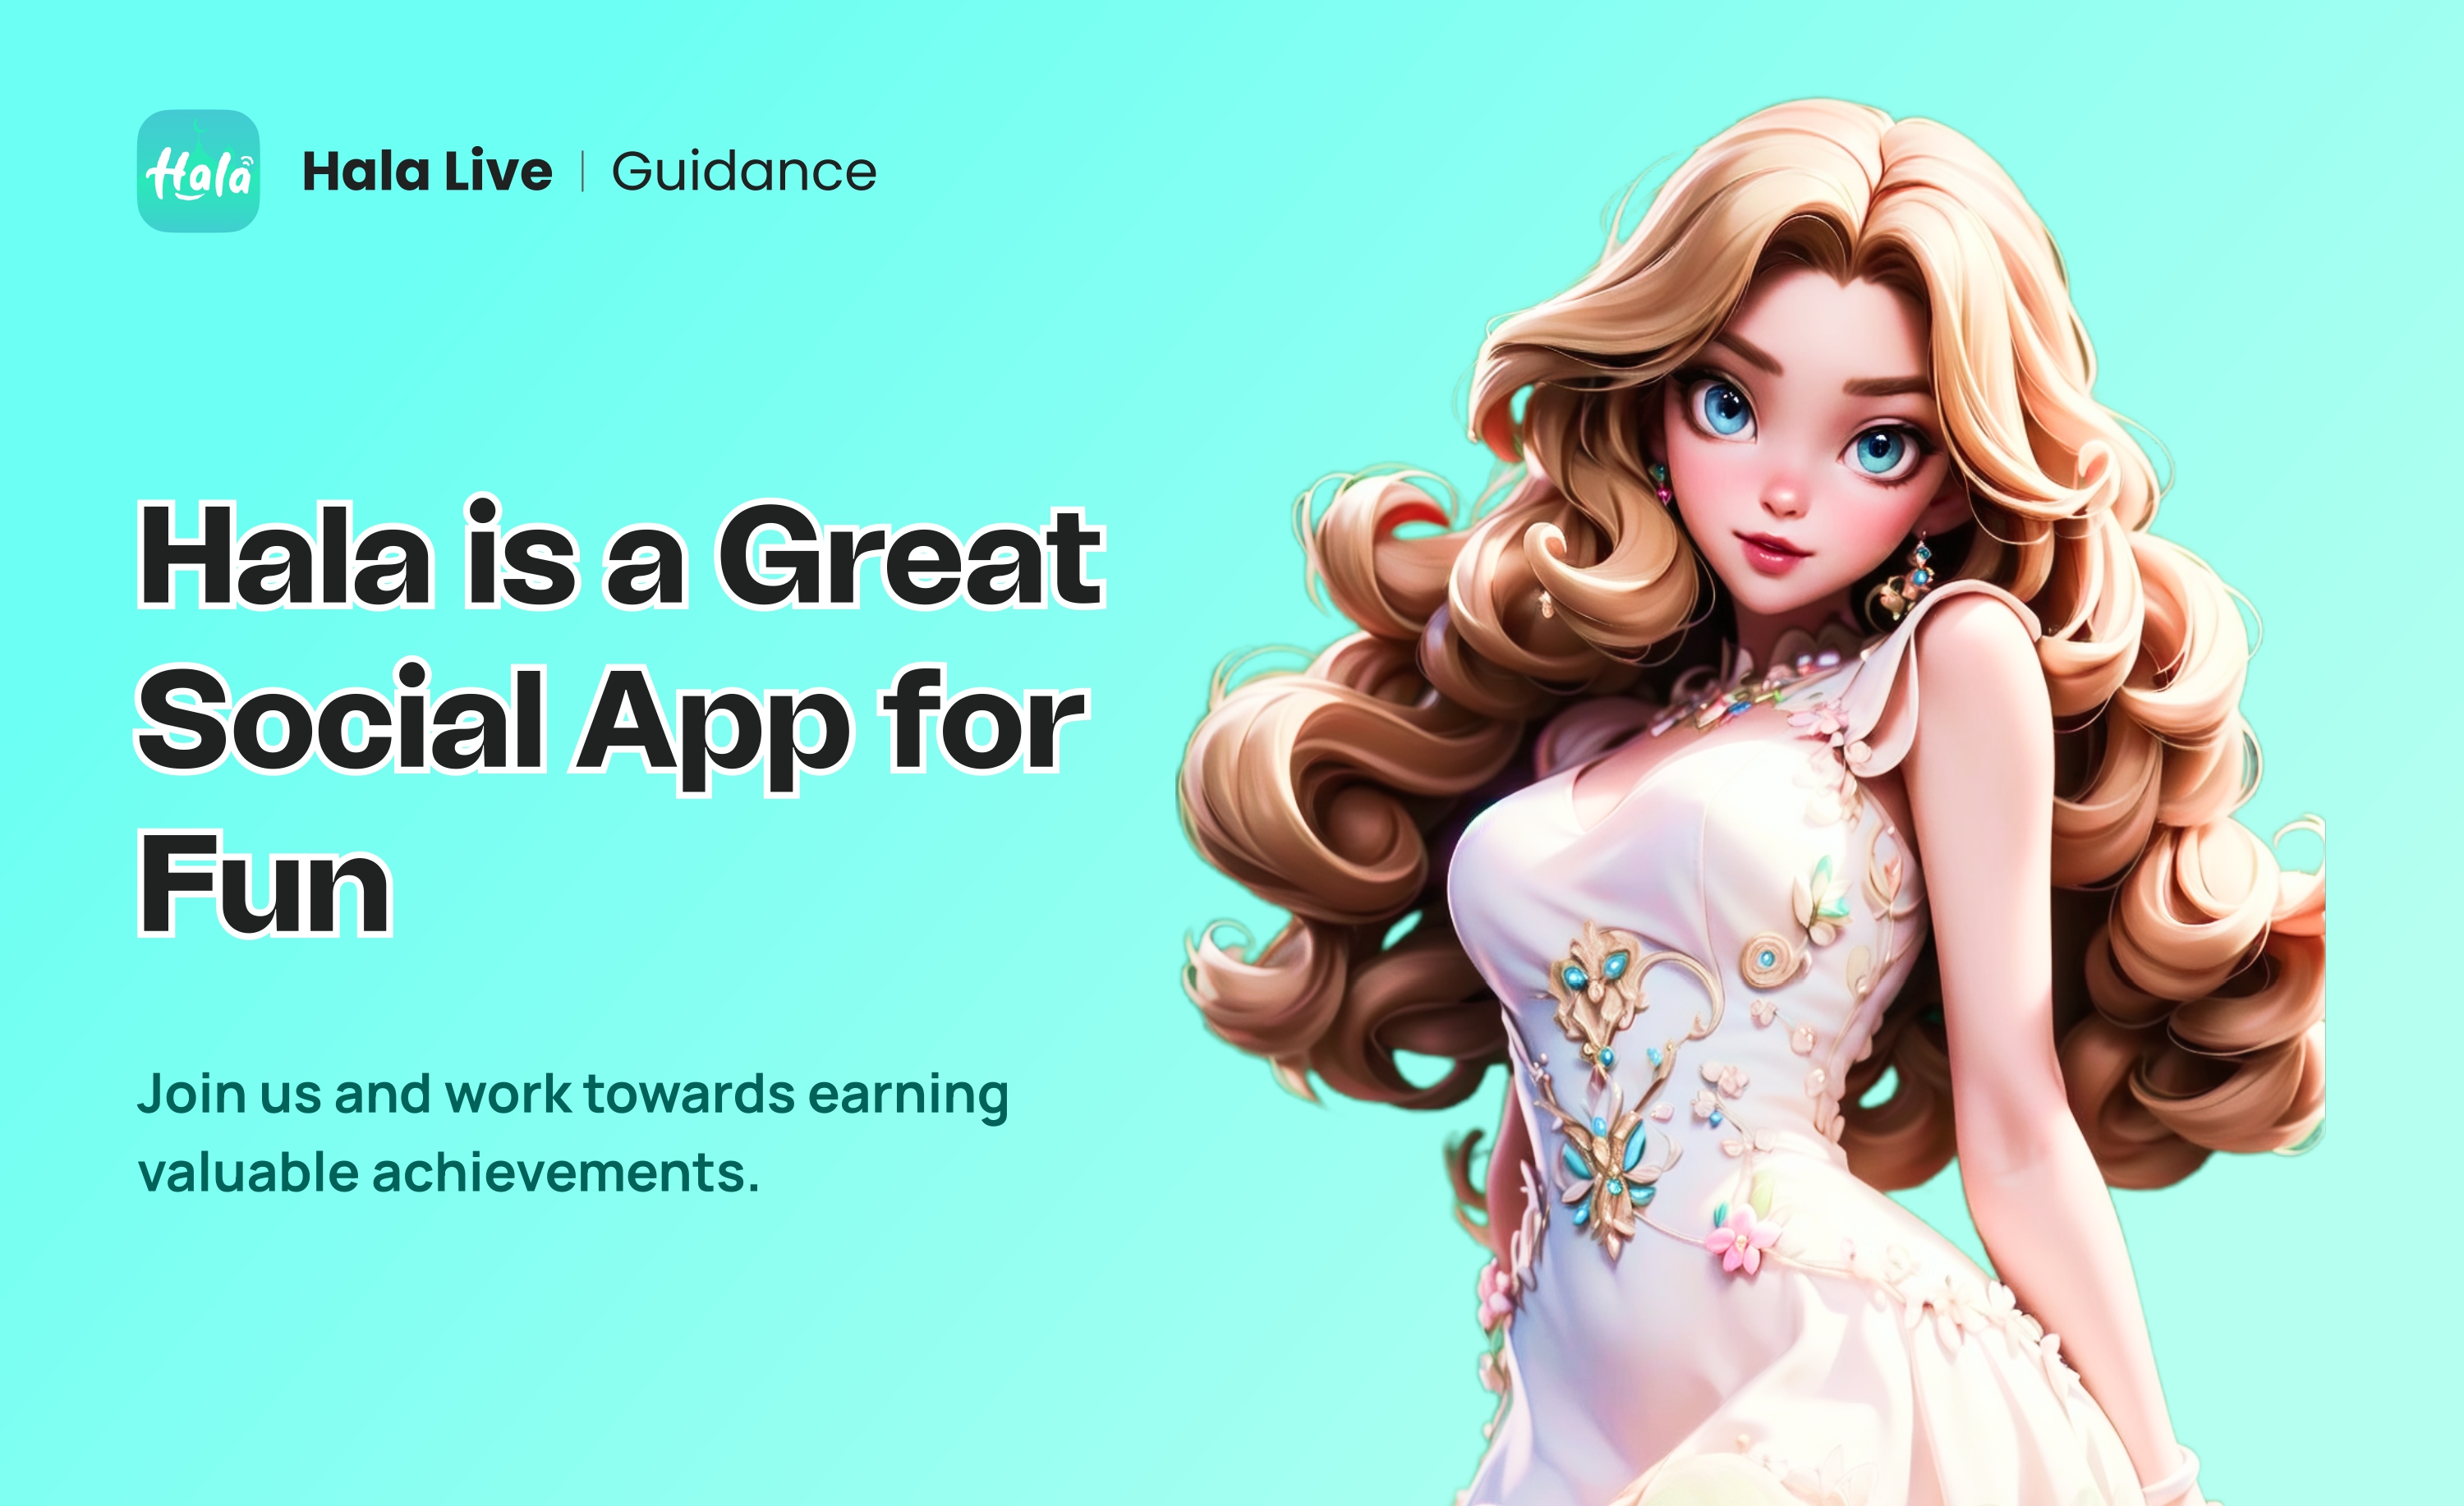 Hala
Hala Live | Guidance
Hala is a Great
Social App for
Fun
Join us and work towards earning
valuable achievements.